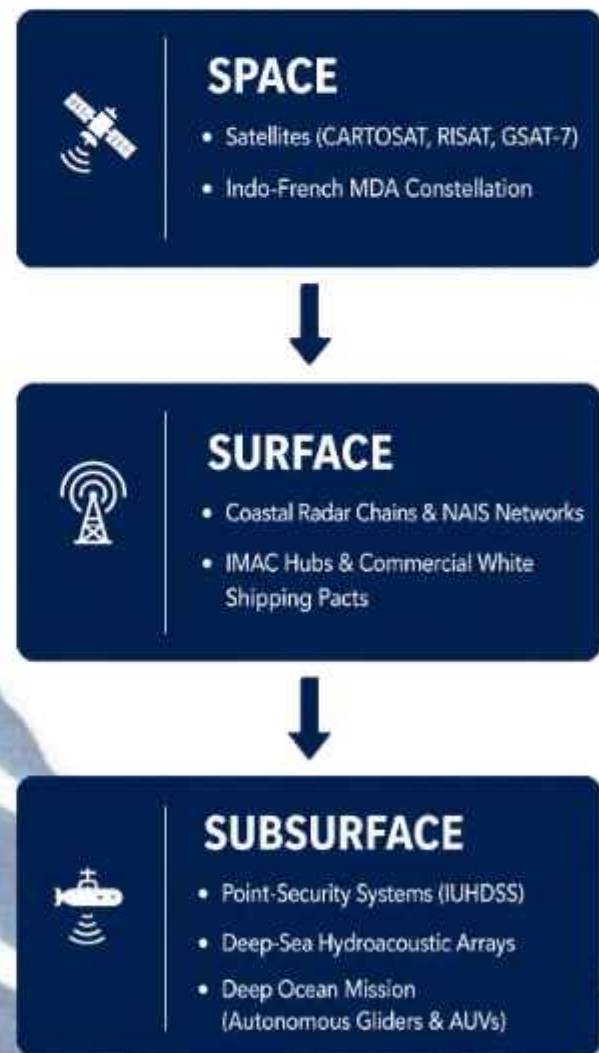 SPACE
• Satellites (CARTOSAT, RISAT, GSAT-7)
• Indo-French MDA Constellation
SURFACE
• Coastal Radar Chains & NAIS Networks
• IMAC Hubs & Commercial White
Shipping Pacts
SUBSURFACE
• Point-Security Systems (IUHDSS)
• Deep-Sea Hydroacoustic Arrays
• Deep Ocean Mission
(Autonomous Gliders & AUVs)